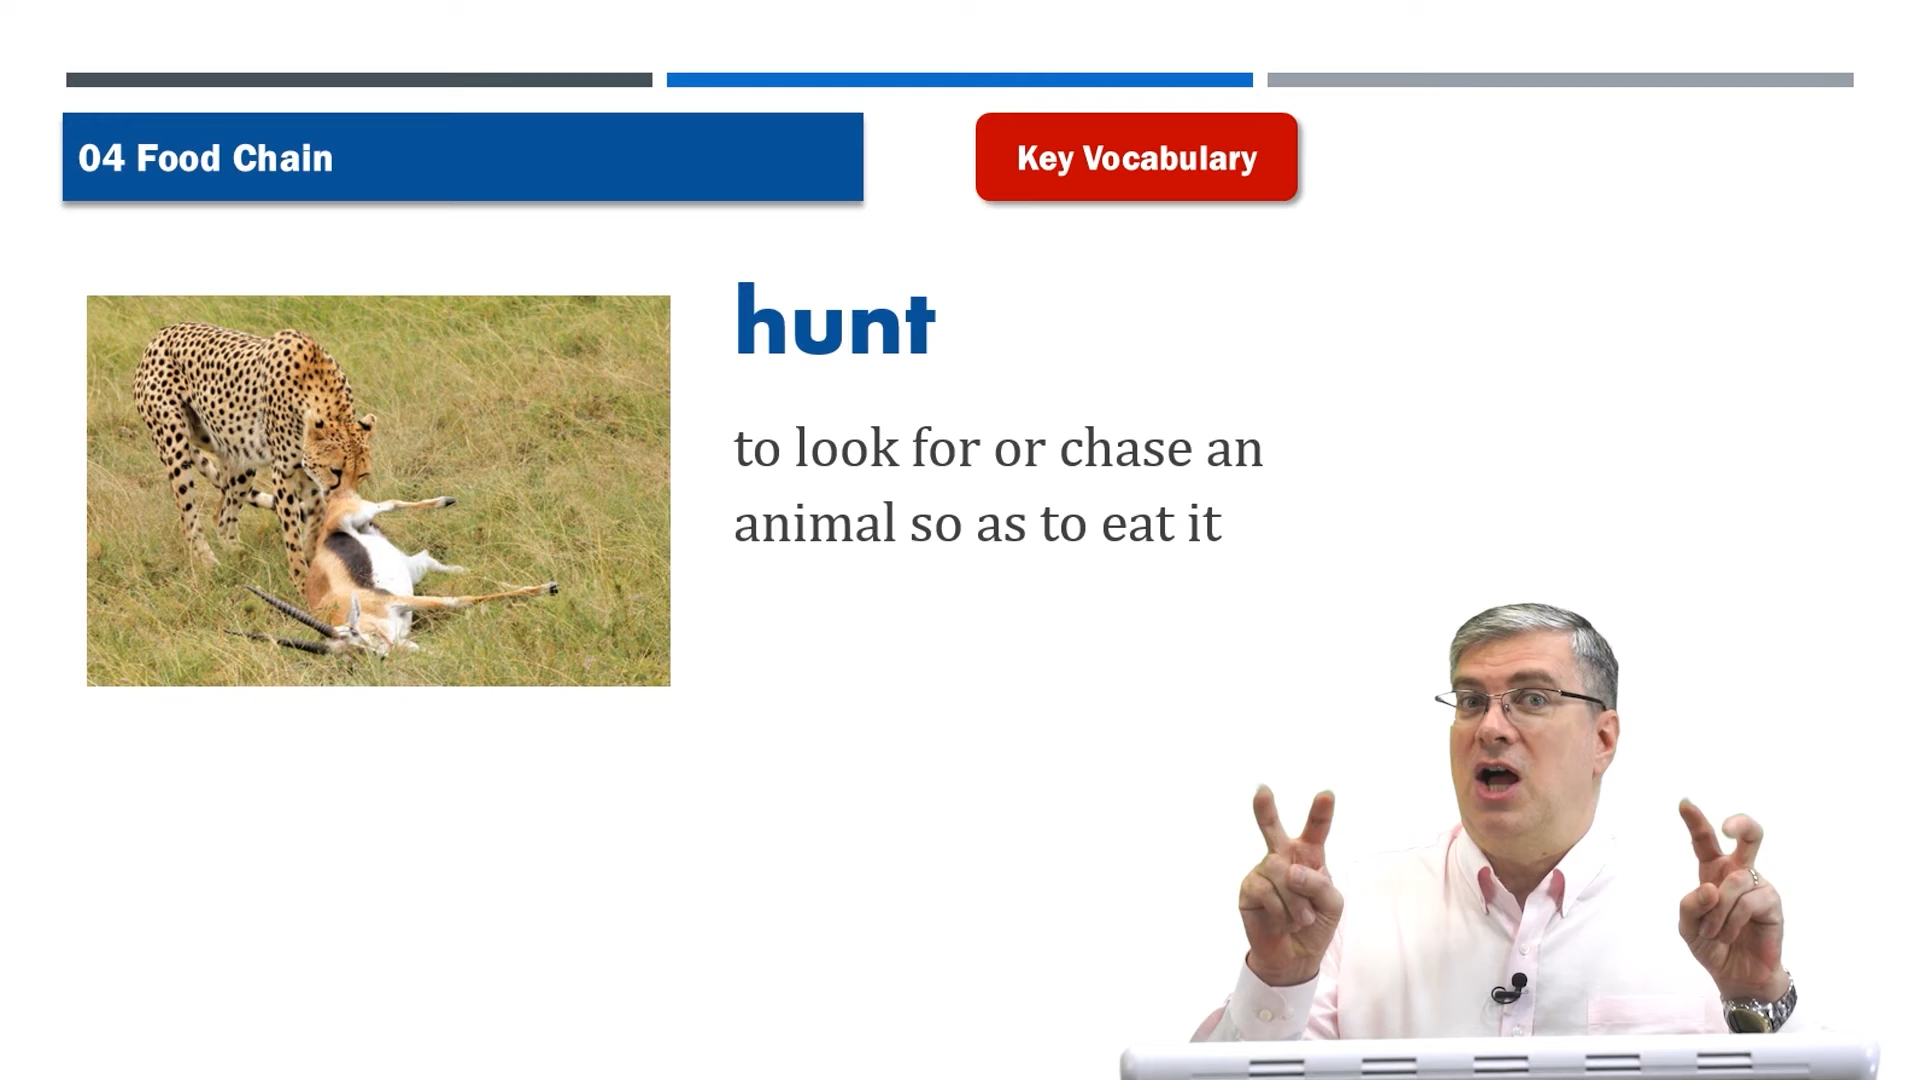 04 Food Chain
Key Vocabulary
hunt
to look for or chase an
animal so as to eat it